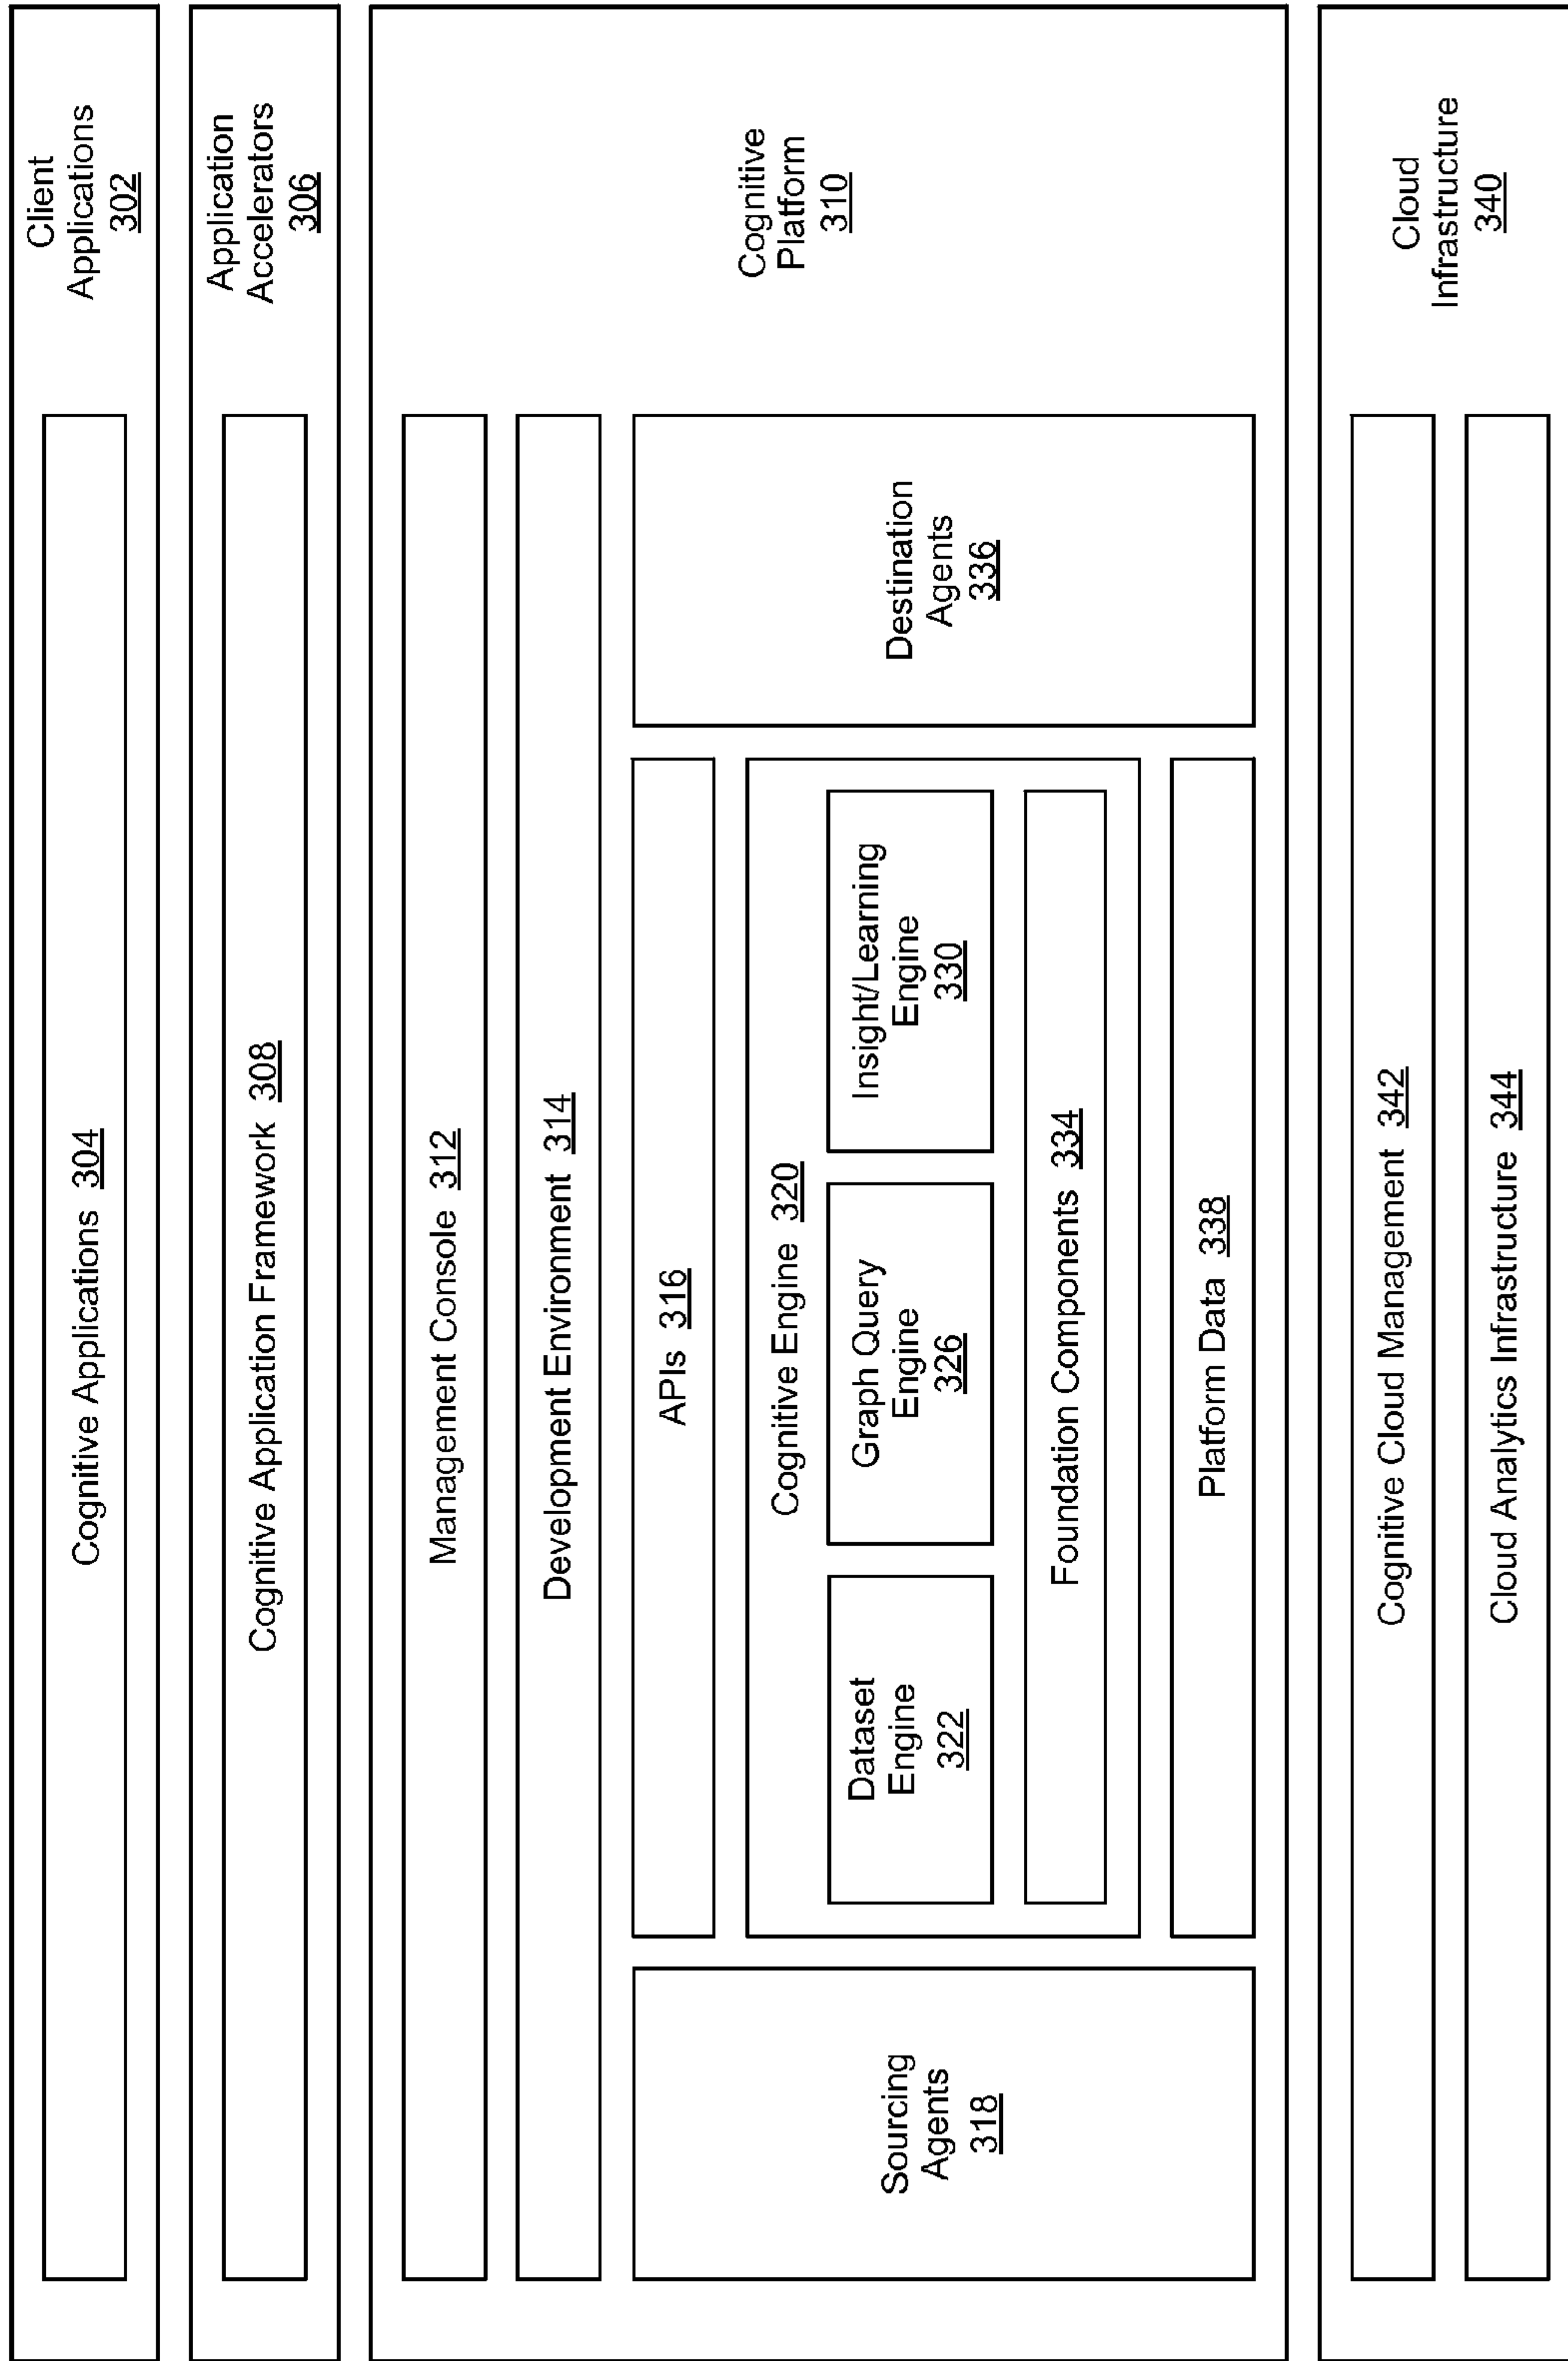 Client
Applications
302
Cognitive Applications 304
Application
Accelerators
306
Cognitive Application Framework 308
Cognitive
Platform
310
Management Console 312
Development Environment 314
Sourcing
Agents
318
APIs 316
Cognitive Engine 320
Dataset
Engine
322
Graph Query
Engine
326
Insight/Learning
Engine
330
Foundation Components 334
Platform Data 338
Destination
Agents
336
Cloud
Infrastructure
340
Cognitive Cloud Management 342
Cloud Analytics Infrastructure 344